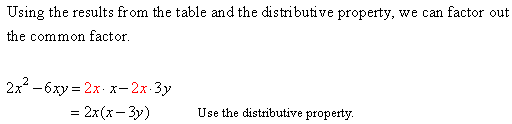 Using the results from the table and the distributive property, we can factor out
the common factor.
2x² – 6xy = 2x· x – 2x·3y
= 2x(x – 3y) Use the distributive property.